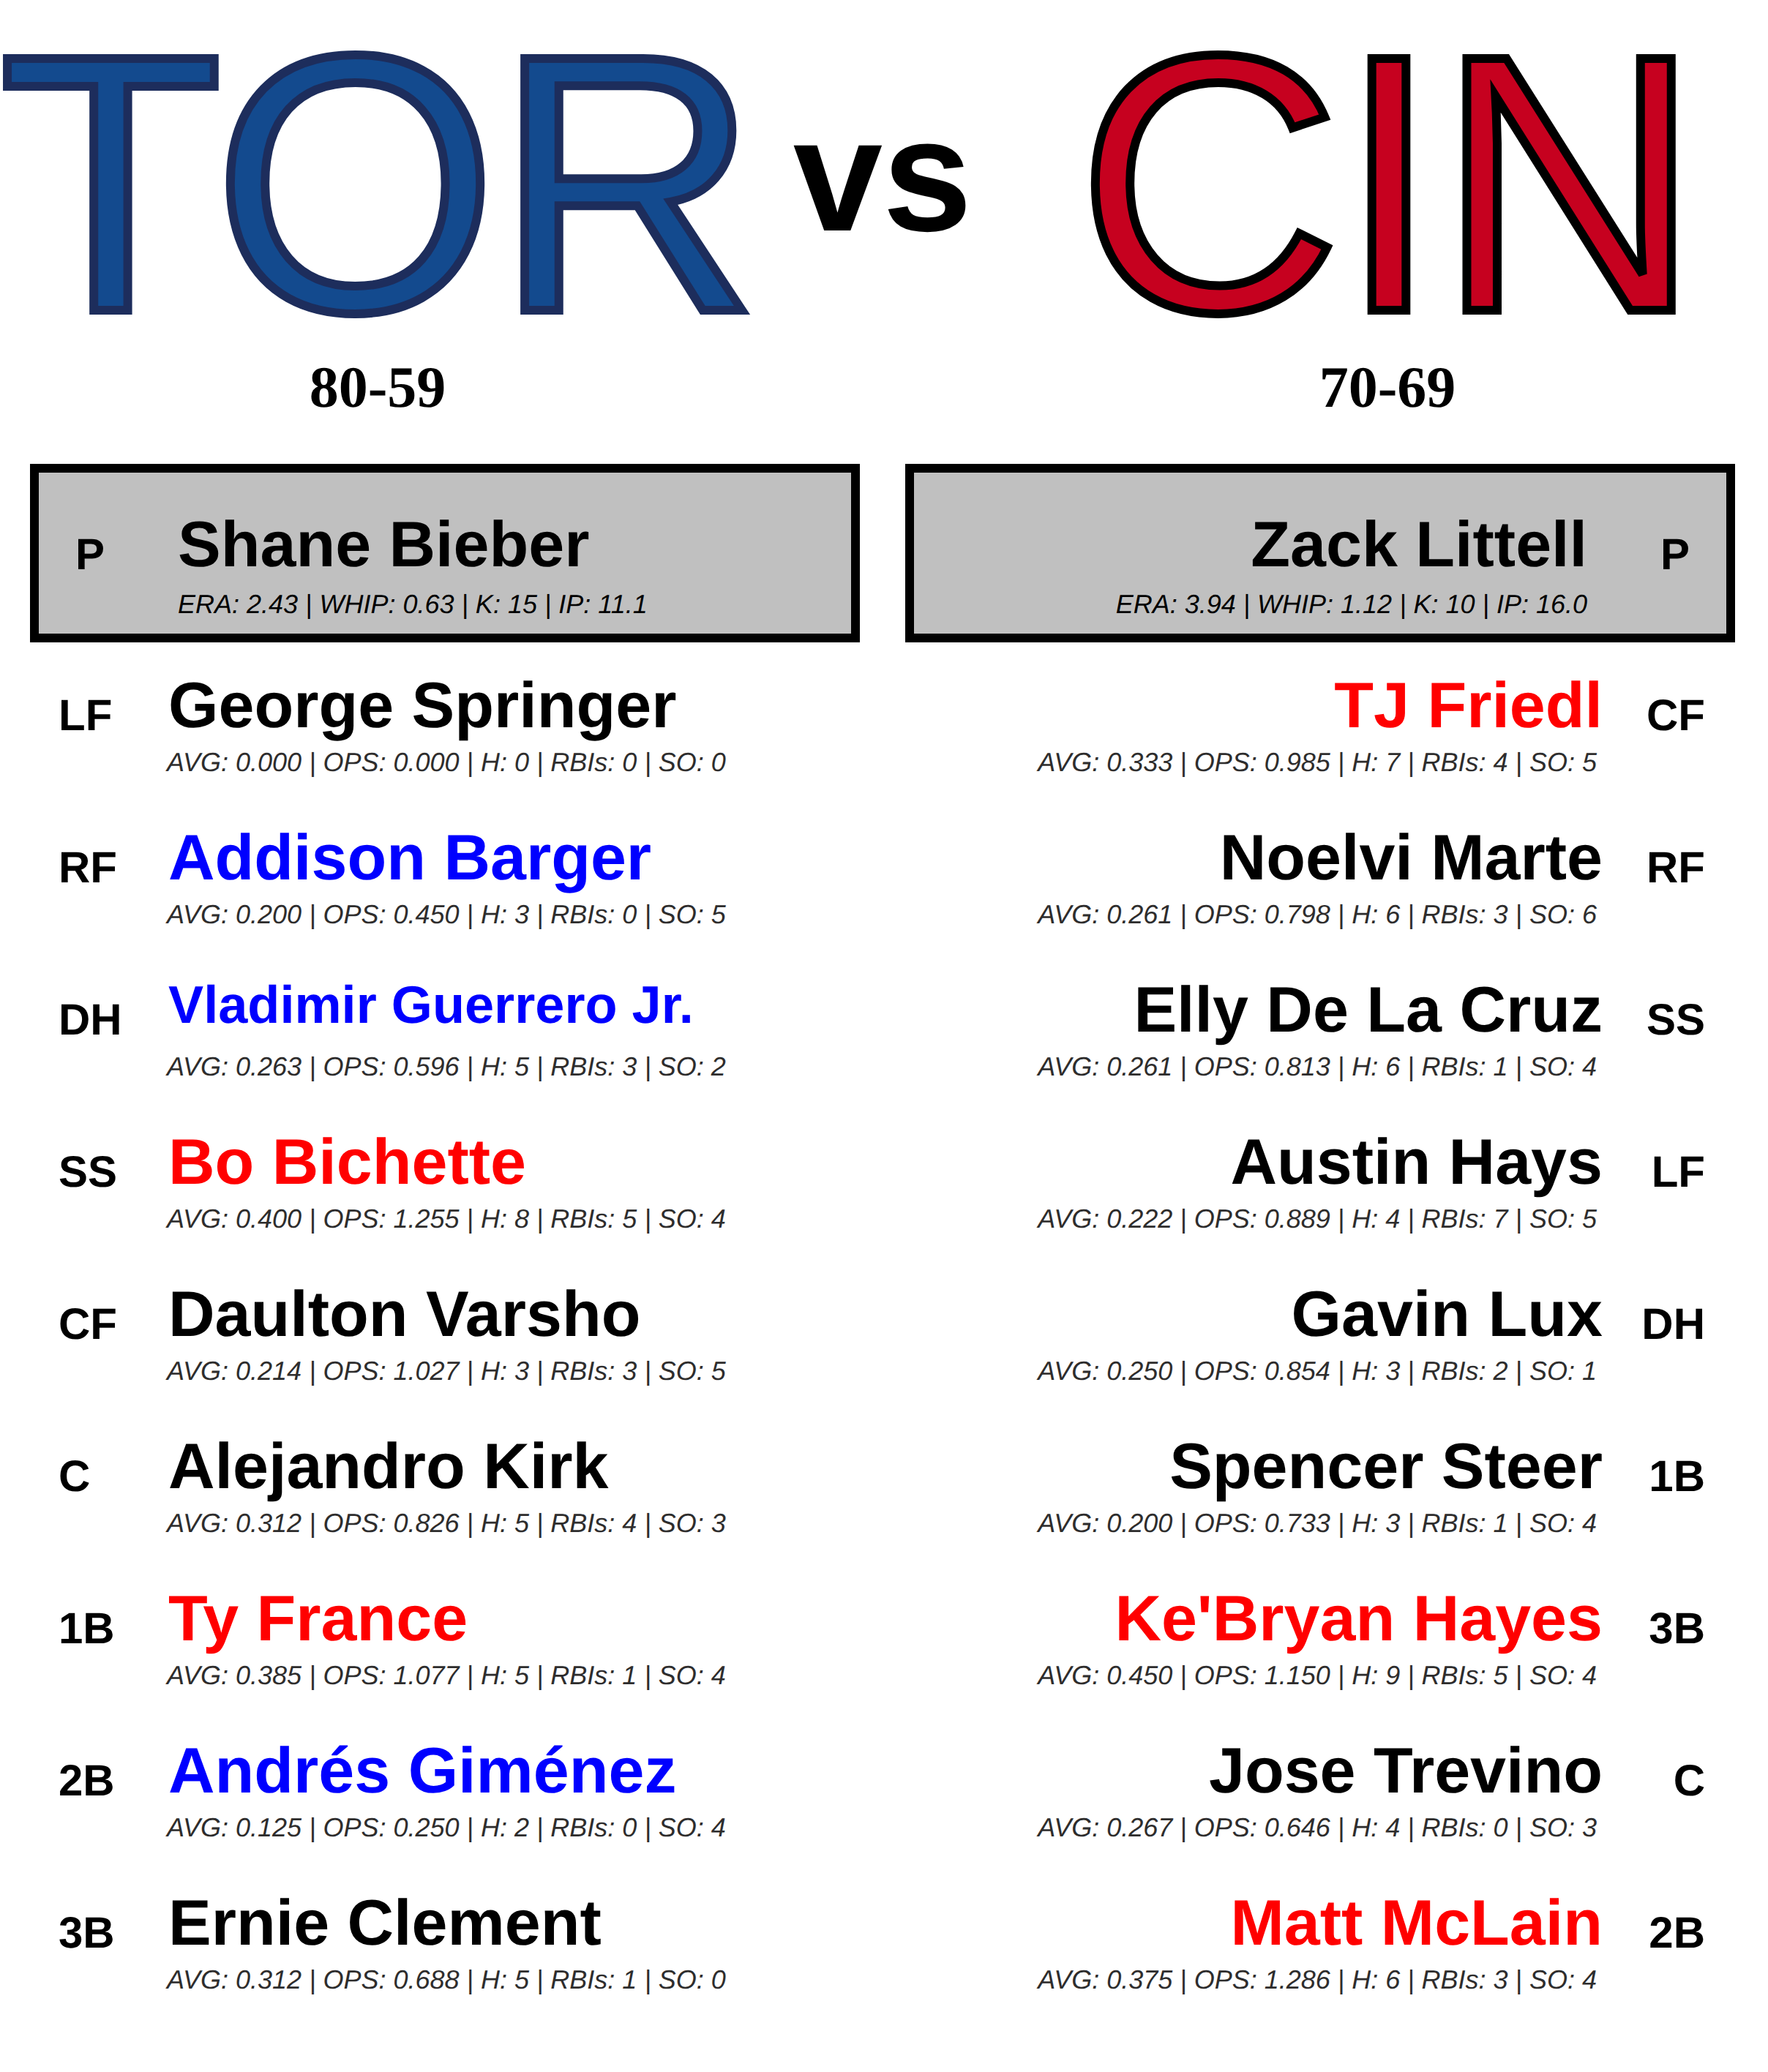 TOR vs CIN
80-59 70-69
P Shane Bieber
ERA: 2.43 | WHIP: 0.63 | K: 15 | IP: 11.1
Zack Littell P
ERA: 3.94 | WHIP: 1.12 | K: 10 | IP: 16.0
LF George Springer
AVG: 0.000 | OPS: 0.000 | H: 0 | RBIs: 0 | SO: 0
TJ Friedl CF
AVG: 0.333 | OPS: 0.985 | H: 7 | RBIs: 4 | SO: 5
RF Addison Barger
AVG: 0.200 | OPS: 0.450 | H: 3 | RBIs: 0 | SO: 5
Noelvi Marte RF
AVG: 0.261 | OPS: 0.798 | H: 6 | RBIs: 3 | SO: 6
DH Vladimir Guerrero Jr.
AVG: 0.263 | OPS: 0.596 | H: 5 | RBIs: 3 | SO: 2
Elly De La Cruz SS
AVG: 0.261 | OPS: 0.813 | H: 6 | RBIs: 1 | SO: 4
SS Bo Bichette
AVG: 0.400 | OPS: 1.255 | H: 8 | RBIs: 5 | SO: 4
Austin Hays LF
AVG: 0.222 | OPS: 0.889 | H: 4 | RBIs: 7 | SO: 5
CF Daulton Varsho
AVG: 0.214 | OPS: 1.027 | H: 3 | RBIs: 3 | SO: 5
Gavin Lux DH
AVG: 0.250 | OPS: 0.854 | H: 3 | RBIs: 2 | SO: 1
C Alejandro Kirk
AVG: 0.312 | OPS: 0.826 | H: 5 | RBIs: 4 | SO: 3
Spencer Steer 1B
AVG: 0.200 | OPS: 0.733 | H: 3 | RBIs: 1 | SO: 4
1B Ty France
AVG: 0.385 | OPS: 1.077 | H: 5 | RBIs: 1 | SO: 4
Ke'Bryan Hayes 3B
AVG: 0.450 | OPS: 1.150 | H: 9 | RBIs: 5 | SO: 4
2B Andrés Giménez
AVG: 0.125 | OPS: 0.250 | H: 2 | RBIs: 0 | SO: 4
Jose Trevino C
AVG: 0.267 | OPS: 0.646 | H: 4 | RBIs: 0 | SO: 3
3B Ernie Clement
AVG: 0.312 | OPS: 0.688 | H: 5 | RBIs: 1 | SO: 0
Matt McLain 2B
AVG: 0.375 | OPS: 1.286 | H: 6 | RBIs: 3 | SO: 4